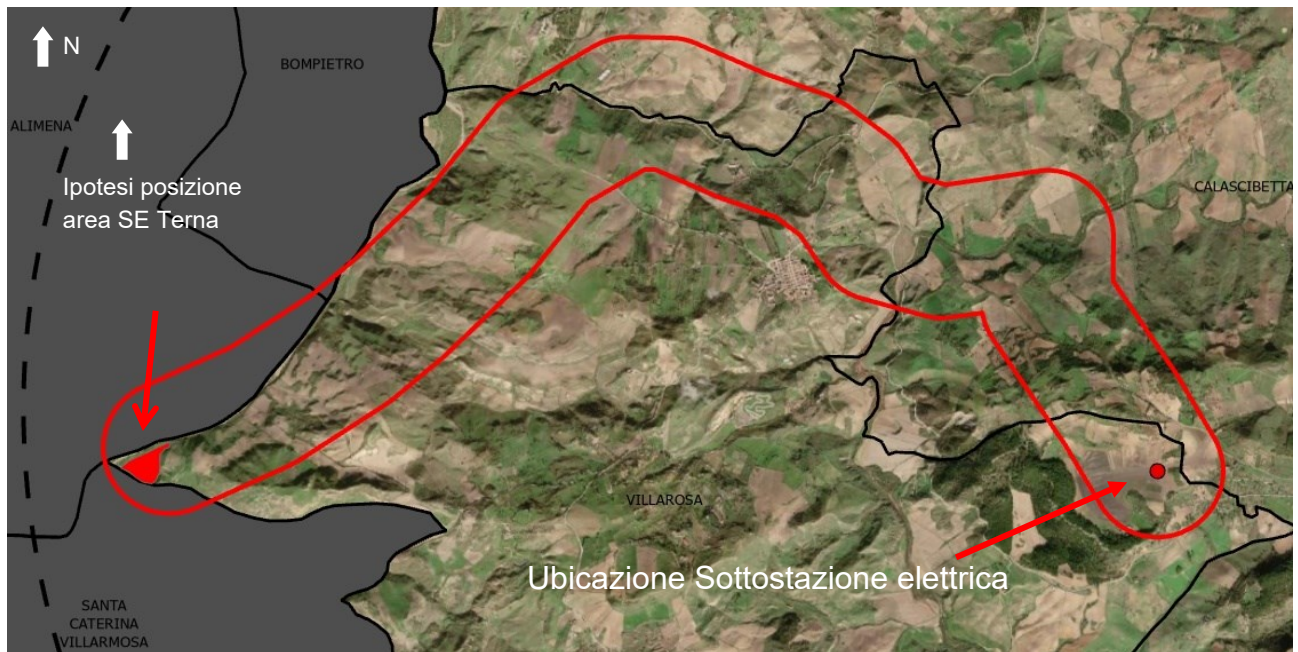 N
BOMPIETRO
ALIMENA
Ipotesi posizione
area SE Terna
CALASCIBETTA
VILLAROSA
Ubicazione Sottostazione elettrica
SANTA
CATERINA
VILLARMOSA